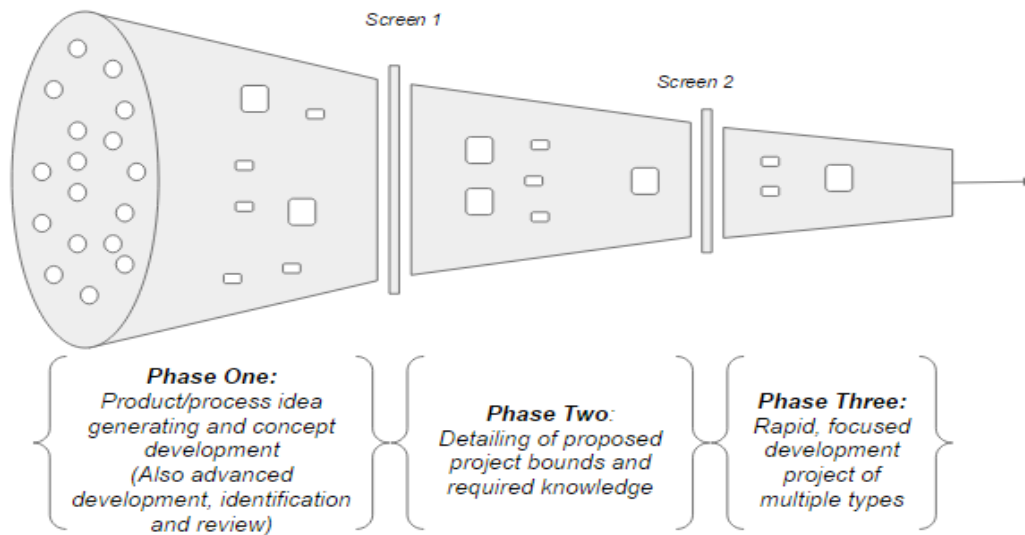 Screen 1
Screen 2
Phase One:
Product/process idea
generating and concept
development
(Also advanced
development, identification
and review)
Phase Two:
Detailing of proposed
project bounds and
required knowledge
Phase Three:
Rapid, focused
development
project of
multiple types